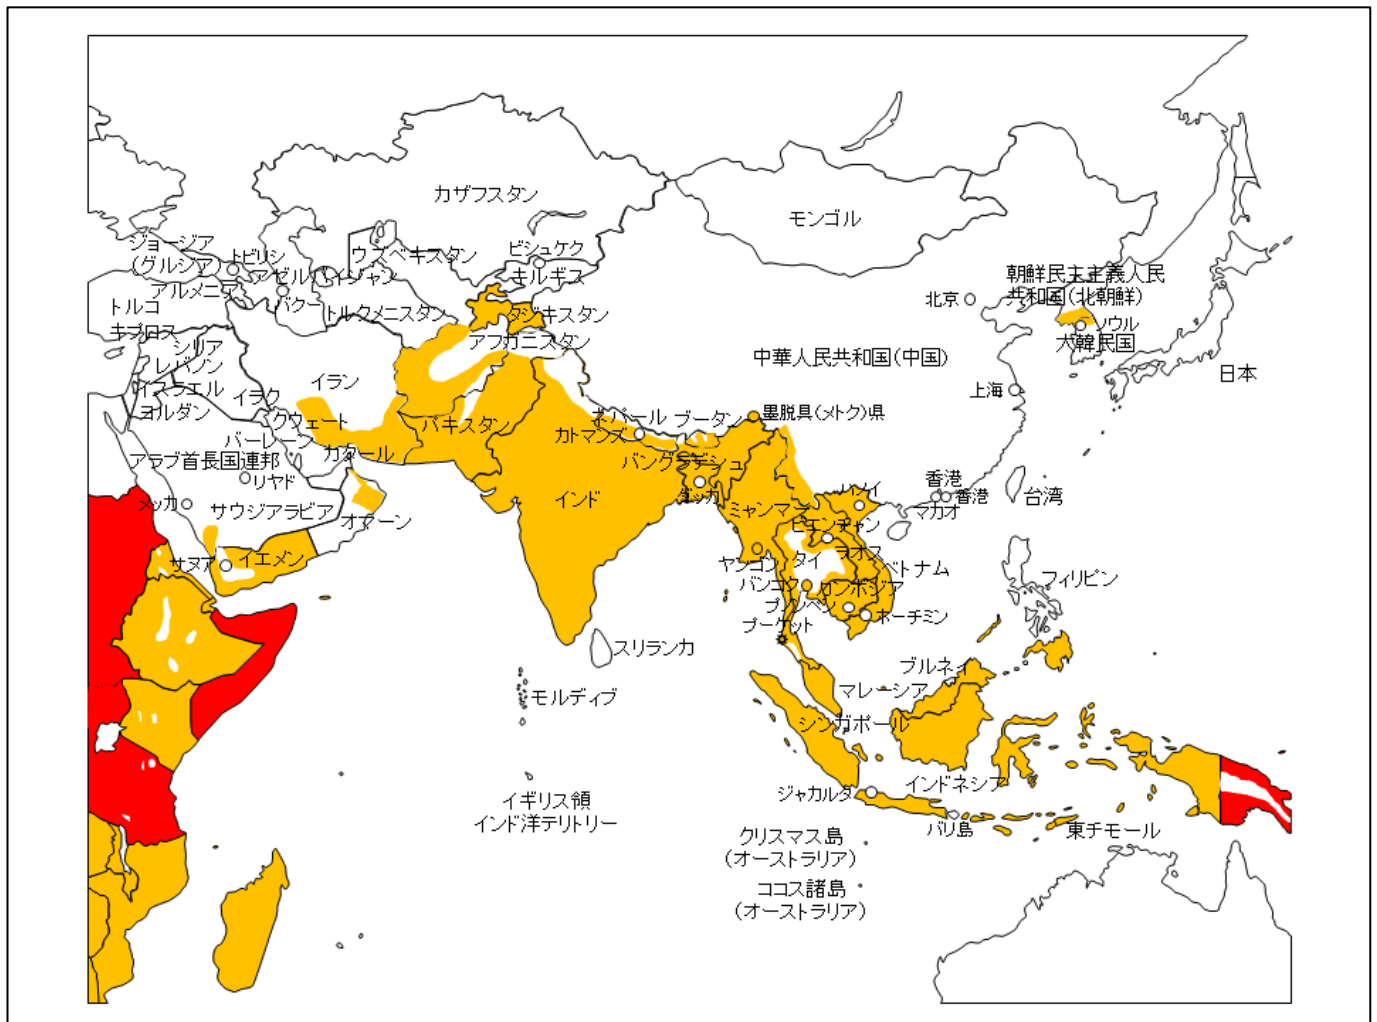 カザフスタン
モンゴル
ジョージア
(グルジア)
トビリシ
ウズベキスタン
ビシュケク
キルギス
アゼルバイジャン
アルメニア
バクー
トルクメニスタン
タジキスタン
トルコ
キプロス
シリア
レバノン
イスラエル
ヨルダン
イラク
イラン
アフガニスタン
朝鮮民主主義人民
共和国(北朝鮮)
北京
ソウル
大韓民国
中華人民共和国(中国)
日本
上海
クウェート
バーレーン
カタール
パキスタン
ネパール
ブータン
墨脱具(メトク)県
カトマンズ
アラブ首長国連邦
リヤド
バングラデシュ
メッカ
サウジアラビア
オマーン
インド
ダッカ
ミャンマー
ハノイ
香港
香港
マカオ
台湾
ビエンチャン
サヌア
イエメン
ヤンゴン
タイ
ラオス
ベトナム
バンコク
カンボジア
フィリピン
プノンペン
ホーチミン
プーケット
スリランカ
ブルネイ
モルディブ
マレーシア
シンガポール
インドネシア
ジャカルタ
イギリス領
インド洋テリトリー
バリ島
東チモール
クリスマス島
(オーストラリア)
ココス諸島
(オーストラリア)